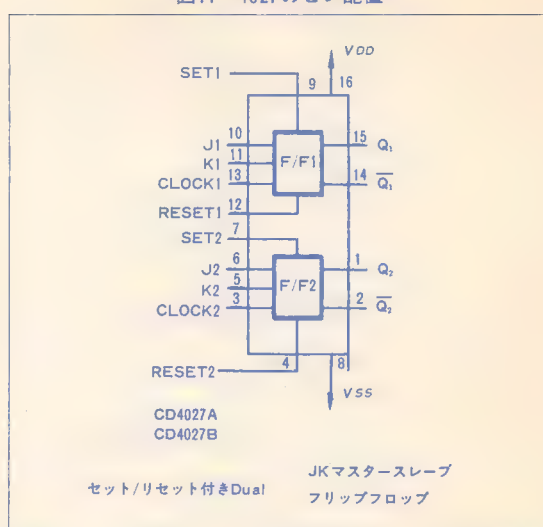 VDD
SET1
9
16
J1
10
15
Q₁
K1
11
F/F1
CLOCK1
13
14
Q̅₁
RESET1
12
SET2
7
J2
6
1
Q₂
K2
5
F/F2
CLOCK2
3
2
Q̅₂
RESET2
4
8
VSS
CD4027A
CD4027B
セット/リセット付きDual
JKマスタースレーブ
フリップフロップ